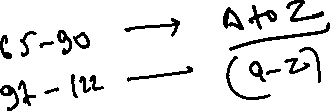 65-90 → A to Z
97-122 → (a-z)